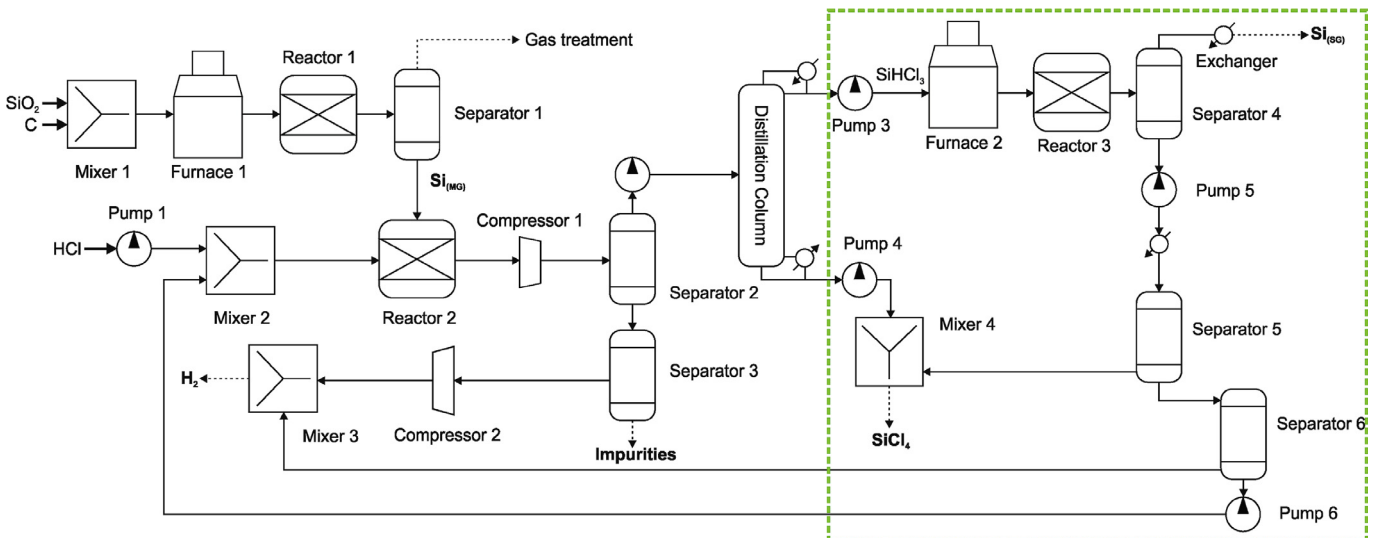 Gas treatment
Si(SG)
Reactor 1
Exchanger
SiO2
C
Separator 1
SiHCl3
Separator 4
Mixer 1
Furnace 1
Distillation Column
Pump 3
Furnace 2
Reactor 3
Si(MG)
Pump 5
Pump 1
Compressor 1
HCl
Pump 4
Mixer 2
Reactor 2
Separator 2
Mixer 4
Separator 5
H2
Separator 3
Mixer 3
Compressor 2
Impurities
SiCl4
Separator 6
Pump 6